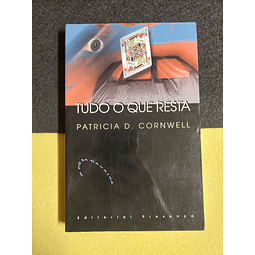 TUDO O QUE RESTA
PATRICIA D. CORNWELL
Editorial Presença